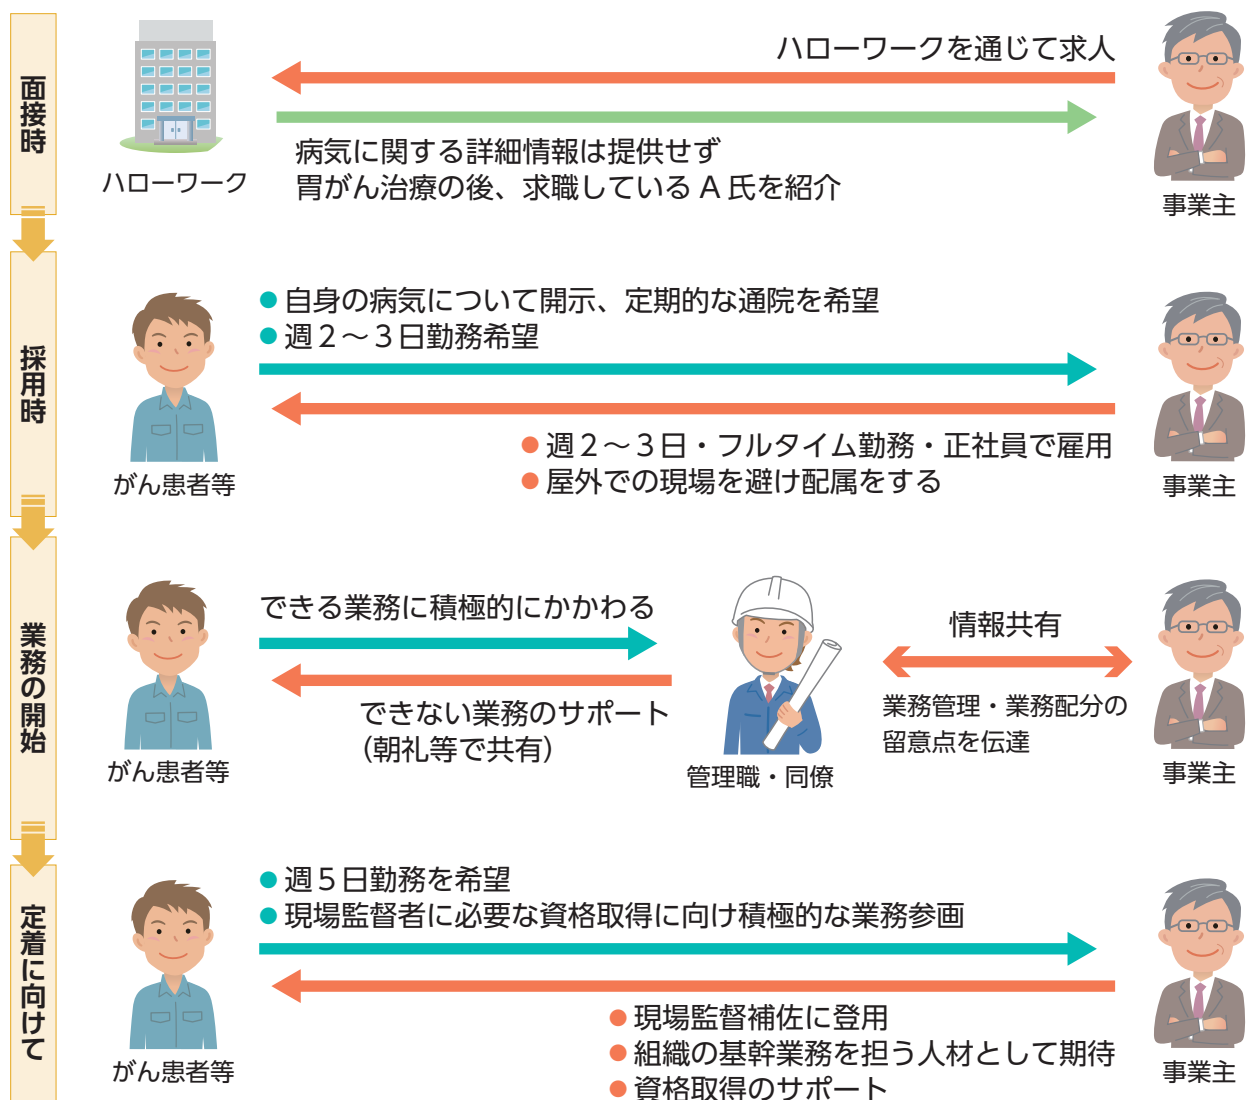 面接時
ハローワークを通じて求人
病気に関する詳細情報は提供せず
胃がん治療の後、求職しているA氏を紹介
ハローワーク
事業主
採用時
●自身の病気について開示、定期的な通院を希望
●週２～３日勤務希望
●週２～３日・フルタイム勤務・正社員で雇用
●屋外での現場を避け配属をする
がん患者等
事業主
業務の開始
できる業務に積極的にかかわる
できない業務のサポート
(朝礼等で共有)
情報共有
業務管理・業務配分の
留意点を伝達
がん患者等
管理職・同僚
事業主
定着に向けて
●週５日勤務を希望
●現場監督者に必要な資格取得に向け積極的な業務参画
●現場監督補佐に登用
●組織の基幹業務を担う人材として期待
●資格取得のサポート
がん患者等
事業主